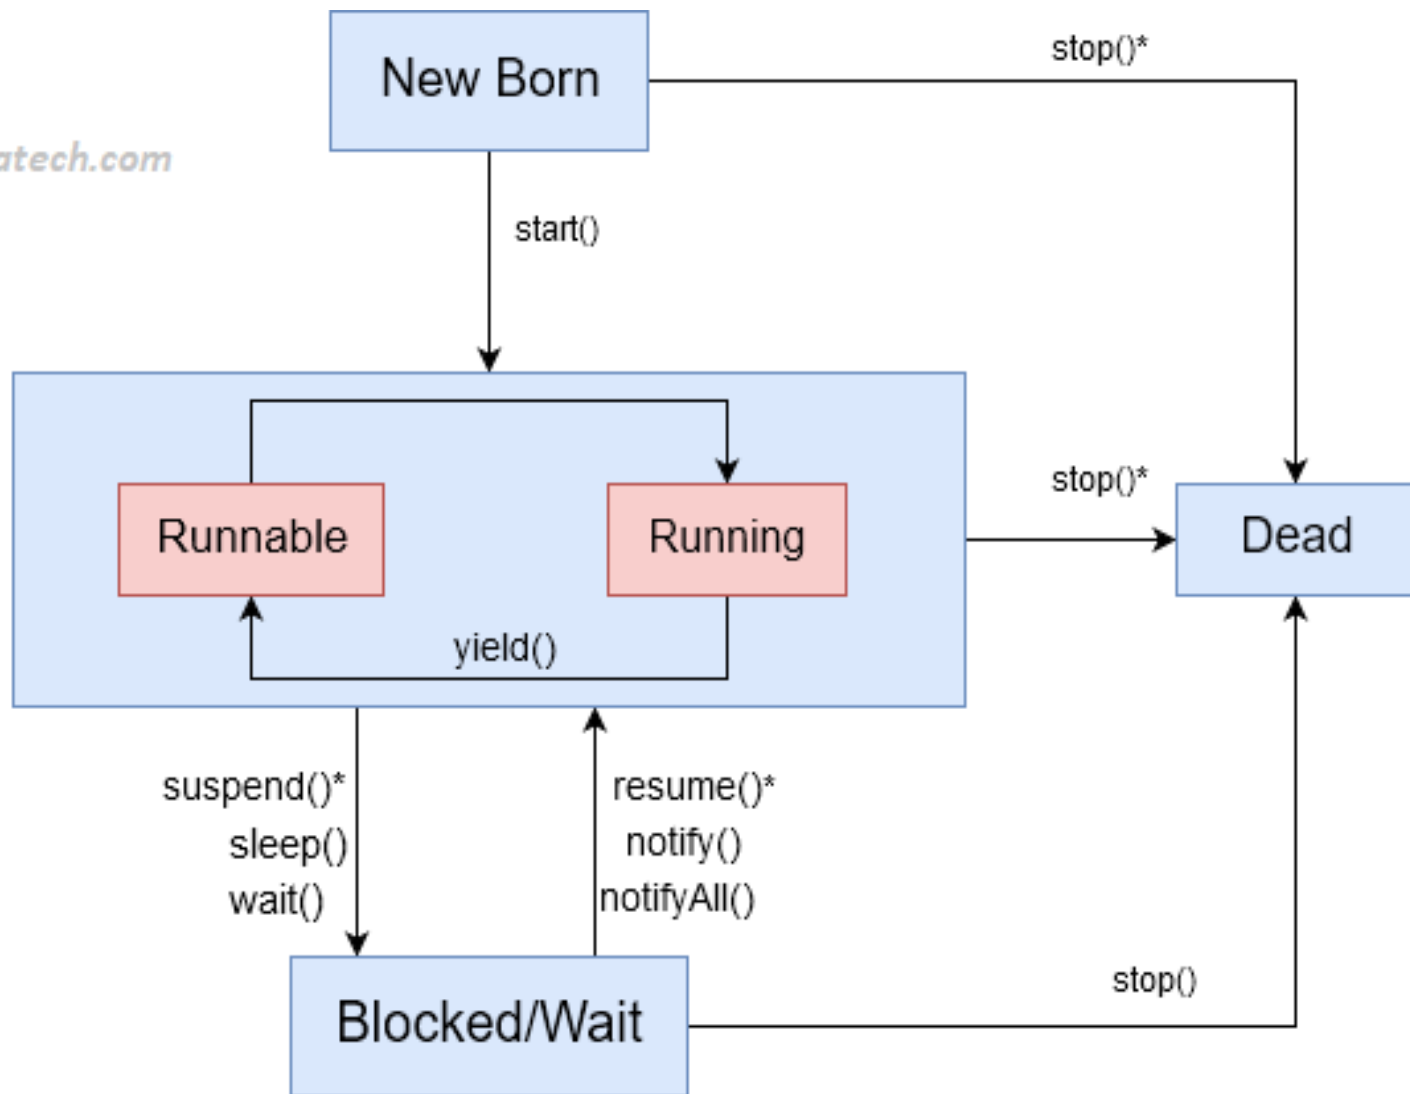 New Born
stop()*
atech.com
start()
stop()*
Runnable
Running
Dead
yield()
suspend()*
sleep()
wait()
resume()*
notify()
notifyAll()
stop()
Blocked/Wait